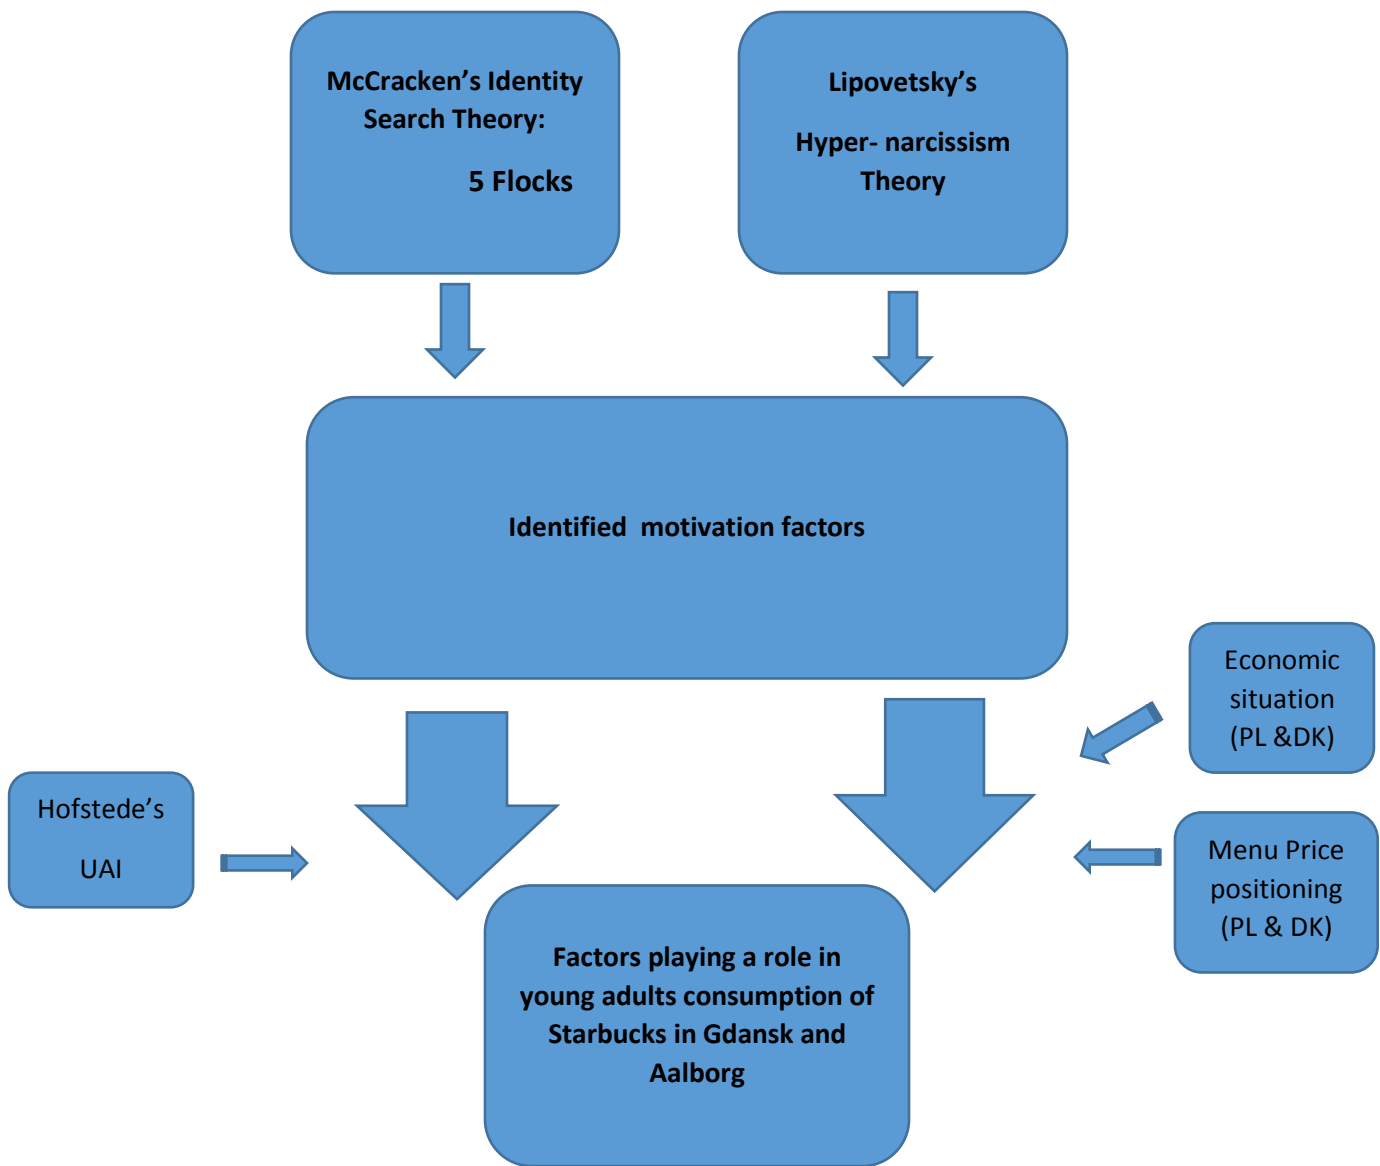 McCracken’s Identity
Search Theory:
5 Flocks
Lipovetsky’s
Hyper- narcissism
Theory
Identified  motivation factors
Economic
situation
(PL &DK)
Hofstede’s
UAI
Menu Price
positioning
(PL & DK)
Factors playing a role in
young adults consumption of
Starbucks in Gdansk and
Aalborg